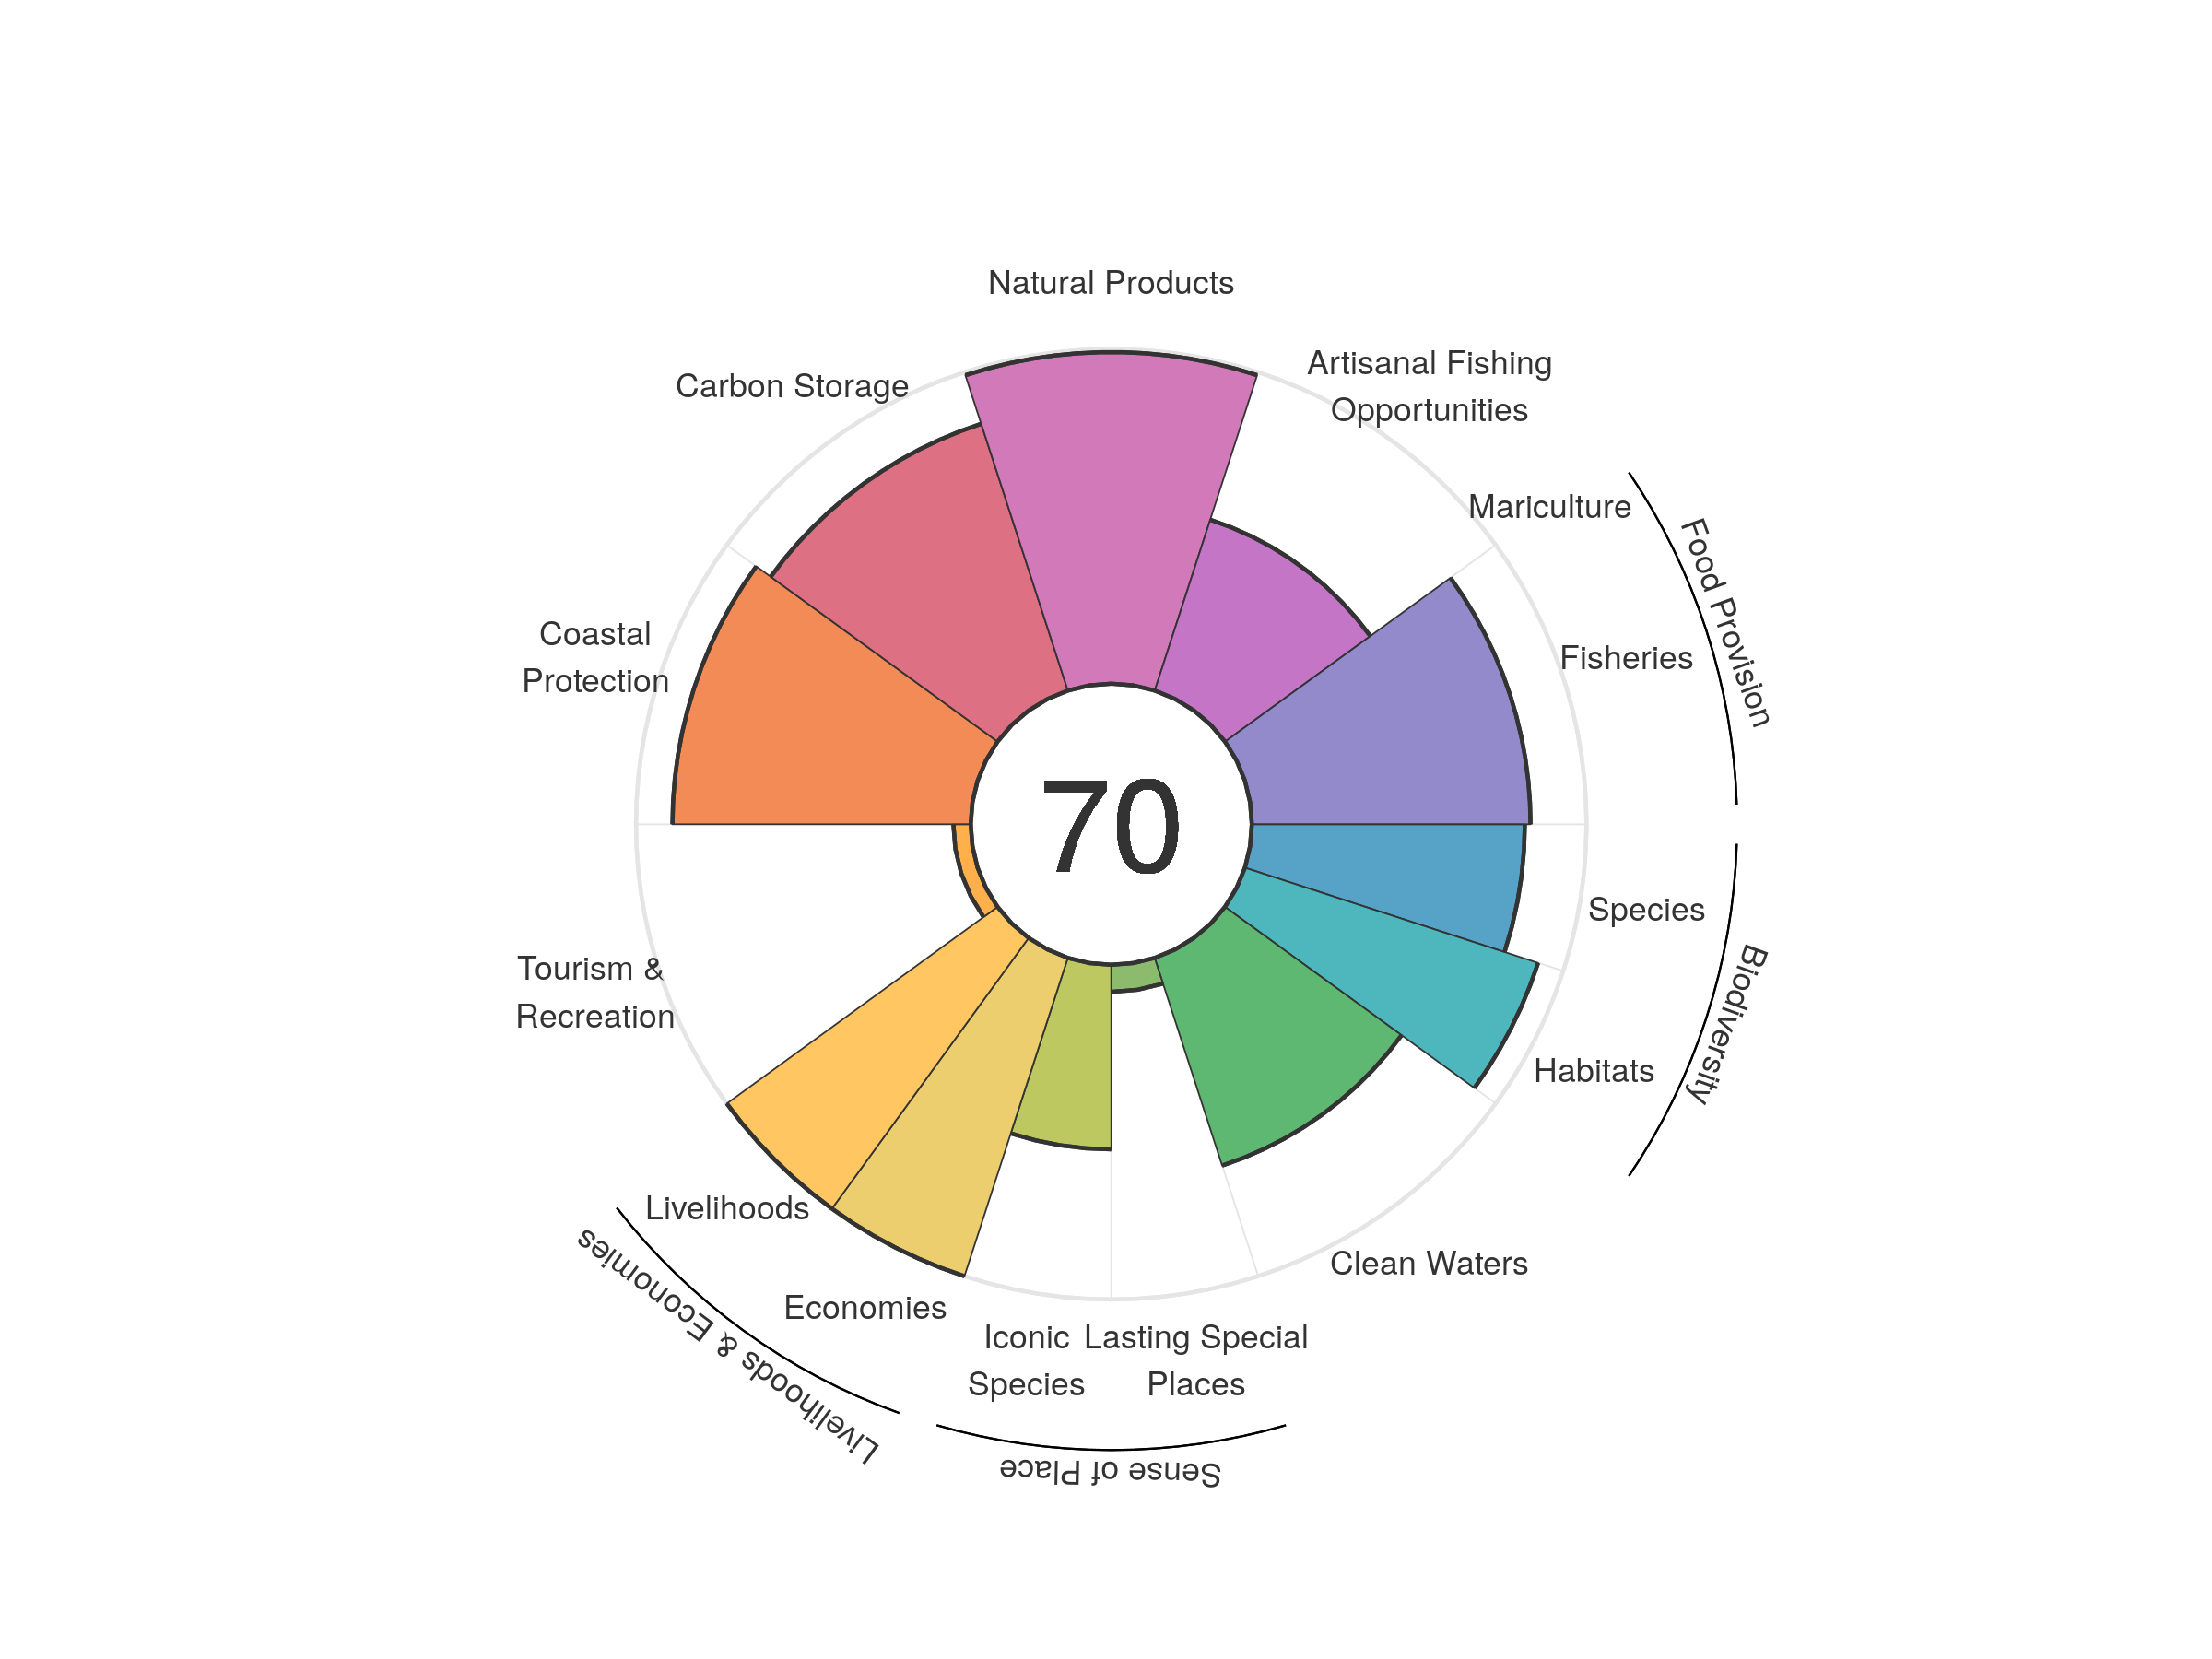 Natural Products
Artisanal Fishing
Opportunities
Carbon Storage
Mariculture
Food Provision
Fisheries
Coastal
Protection
70
Species
Biodiversity
Habitats
Tourism &
Recreation
Livelihoods
Livelihoods & Economies
Economies
Clean Waters
Iconic
Species
Lasting Special
Places
Sense of Place